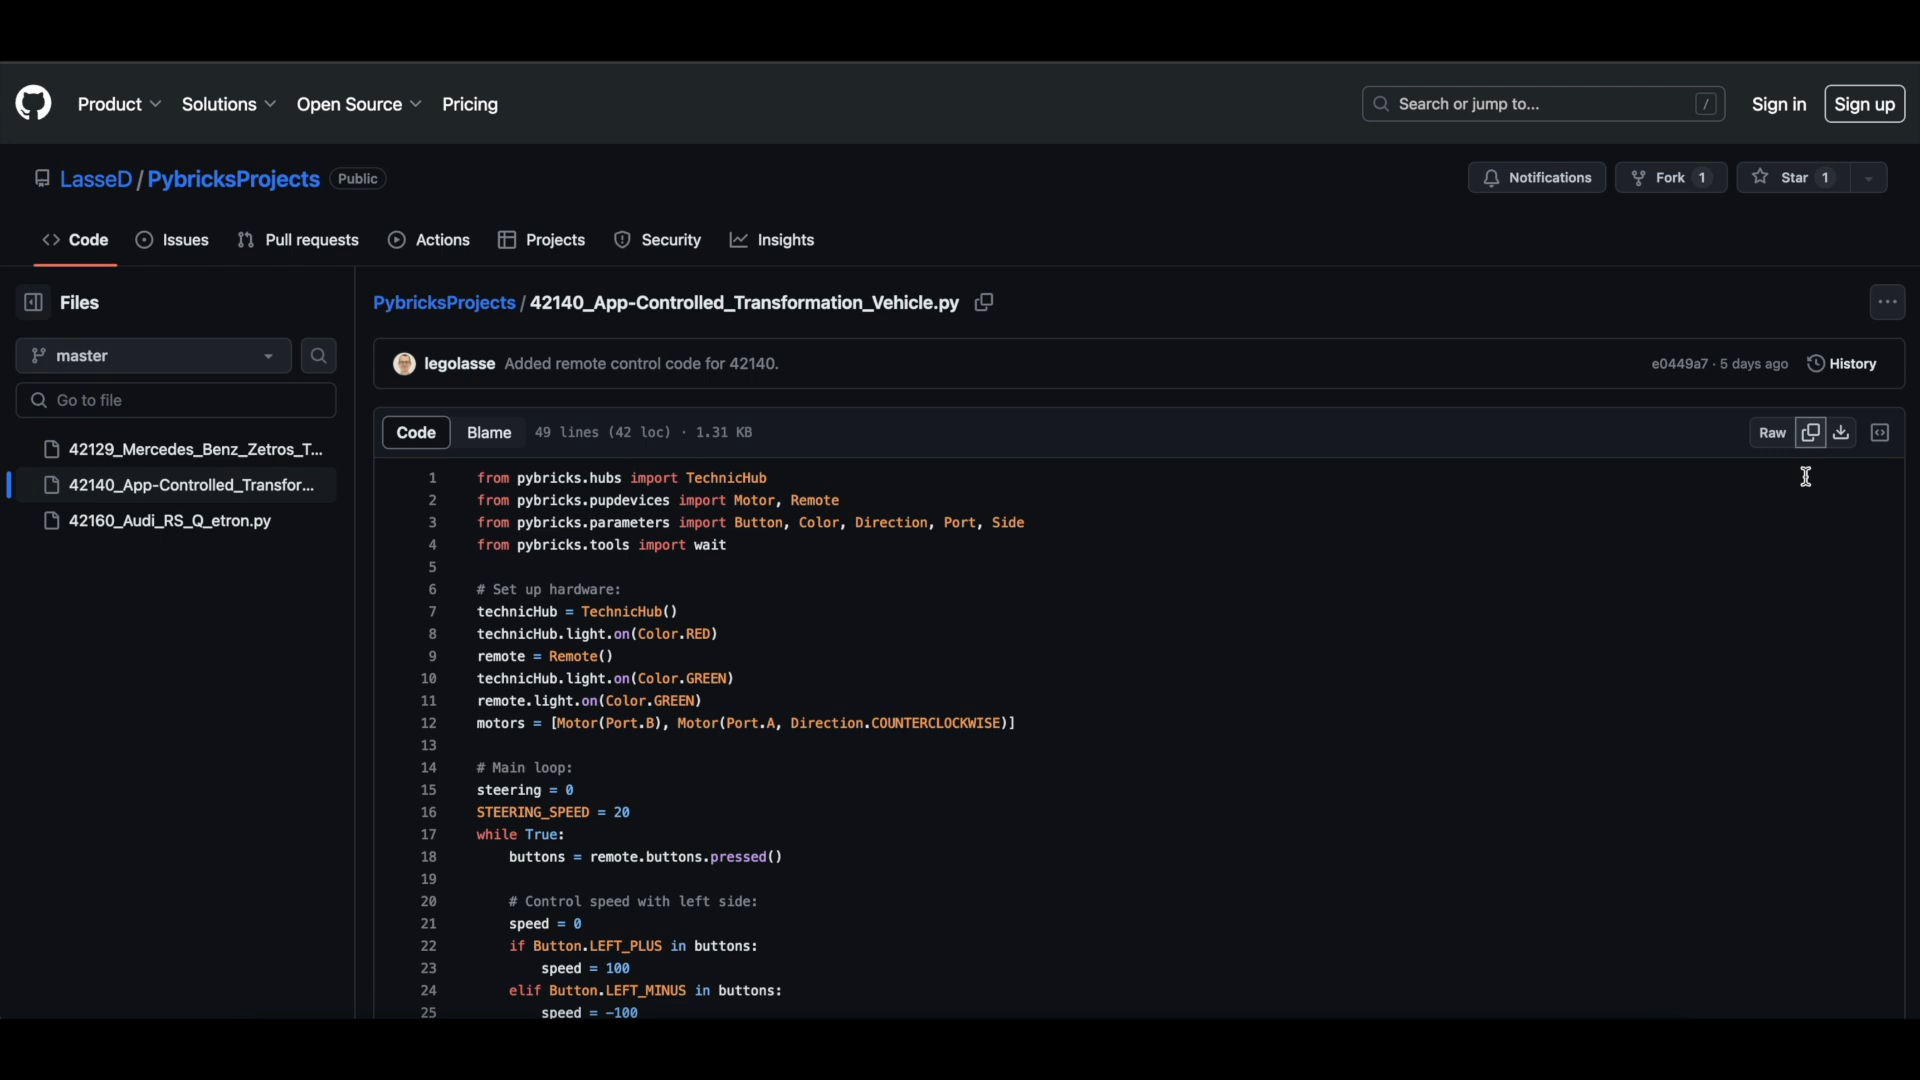 Product Solutions Open Source Pricing Search or jump to... / Sign in Sign up
LasseD / PybricksProjects Public Notifications Fork 1 Star 1
Code Issues Pull requests Actions Projects Security Insights
Files
master
Go to file
42129_Mercedes_Benz_Zetros_T...
42140_App-Controlled_Transfor...
42160_Audi_RS_Q_etron.py
PybricksProjects / 42140_App-Controlled_Transformation_Vehicle.py
legolasse Added remote control code for 42140. e0449a7 · 5 days ago History
Code Blame 49 lines (42 loc) · 1.31 KB Raw
1 from pybricks.hubs import TechnicHub
2 from pybricks.pupdevices import Motor, Remote
3 from pybricks.parameters import Button, Color, Direction, Port, Side
4 from pybricks.tools import wait
5
6 # Set up hardware:
7 technicHub = TechnicHub()
8 technicHub.light.on(Color.RED)
9 remote = Remote()
10 technicHub.light.on(Color.GREEN)
11 remote.light.on(Color.GREEN)
12 motors = [Motor(Port.B), Motor(Port.A, Direction.COUNTERCLOCKWISE)]
13
14 # Main loop:
15 steering = 0
16 STEERING_SPEED = 20
17 while True:
18 buttons = remote.buttons.pressed()
19
20 # Control speed with left side:
21 speed = 0
22 if Button.LEFT_PLUS in buttons:
23 speed = 100
24 elif Button.LEFT_MINUS in buttons:
25 speed = -100